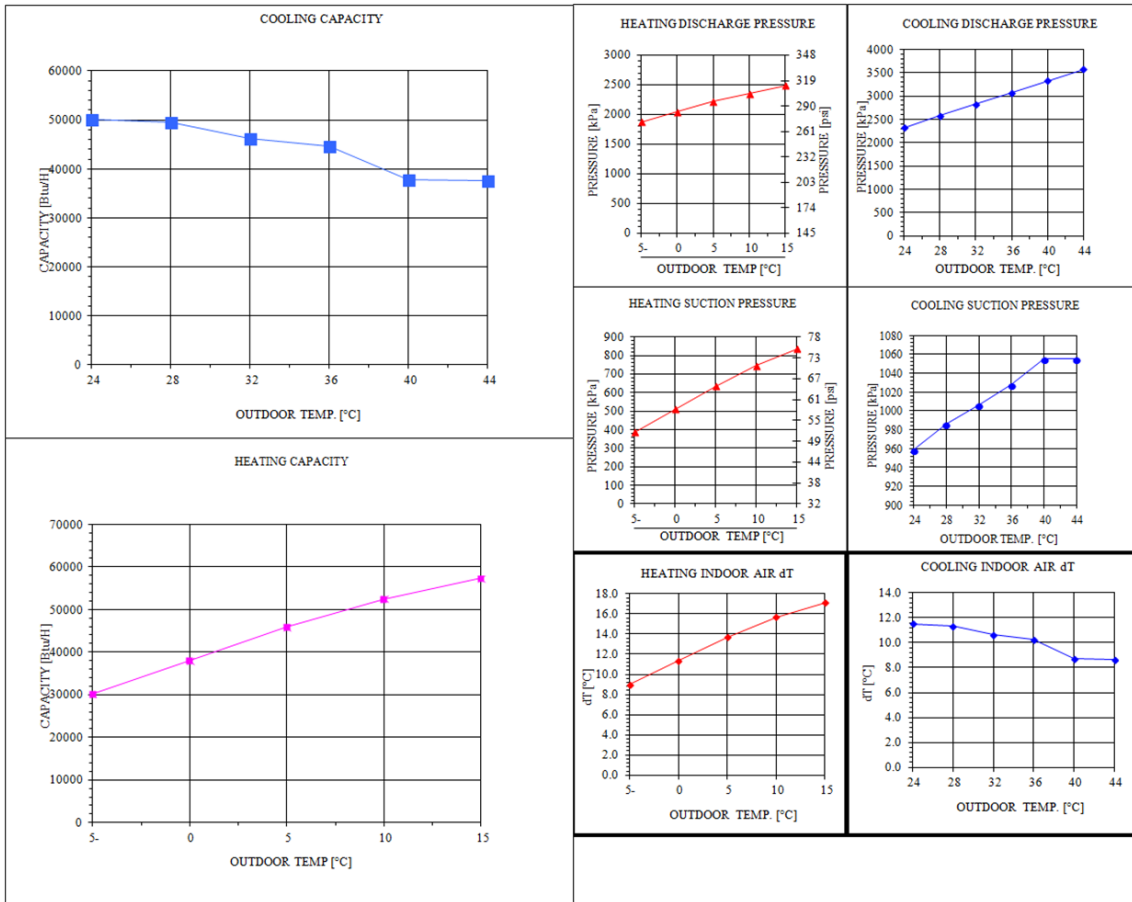 COOLING CAPACITY
CAPACITY [Btu/H]
60000
50000
40000
30000
20000
10000
0
24 28 32 36 40 44
OUTDOOR TEMP. [°C]
HEATING CAPACITY
CAPACITY [Btu/H]
70000
60000
50000
40000
30000
20000
10000
0
5- 0 5 10 15
OUTDOOR TEMP [°C]
HEATING DISCHARGE PRESSURE
PRESSURE [kPa]
3000
2500
2000
1500
1000
500
0
348
319
290
261
232
203
174
145
PRESSURE [psi]
5- 0 5 10 15
OUTDOOR TEMP [°C]
COOLING DISCHARGE PRESSURE
PRESSURE [kPa]
4000
3500
3000
2500
2000
1500
1000
500
0
24 28 32 36 40 44
OUTDOOR TEMP. [°C]
HEATING SUCTION PRESSURE
PRESSURE [kPa]
900
800
700
600
500
400
300
200
100
0
78
73
67
61
55
49
44
38
32
PRESSURE [psi]
5- 0 5 10 15
OUTDOOR TEMP [°C]
COOLING SUCTION PRESSURE
PRESSURE [kPa]
1080
1060
1040
1020
1000
980
960
940
920
900
24 28 32 36 40 44
OUTDOOR TEMP. [°C]
HEATING INDOOR AIR dT
dT [°C]
18.0
16.0
14.0
12.0
10.0
8.0
6.0
4.0
2.0
0.0
5- 0 5 10 15
OUTDOOR TEMP. [°C]
COOLING INDOOR AIR dT
dT [°C]
14.0
12.0
10.0
8.0
6.0
4.0
2.0
0.0
24 28 32 36 40 44
OUTDOOR TEMP. [°C]